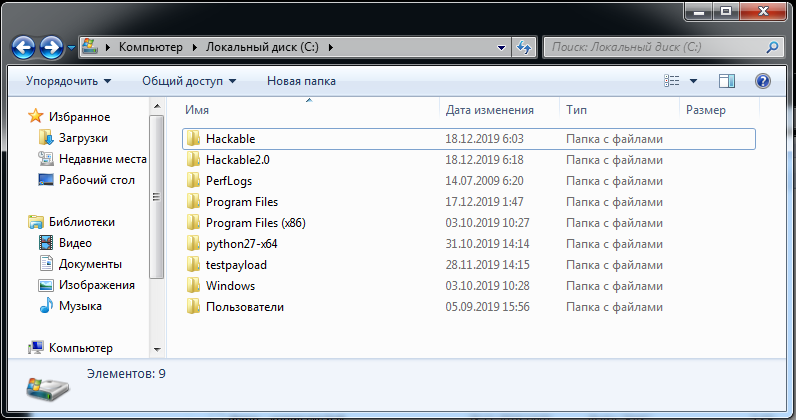 Компьютер Локальный диск (C:) Поиск: Локальный диск (C:)
Упорядочить Общий доступ Новая папка
Избранное
Загрузки
Недавние места
Рабочий стол
Библиотеки
Видео
Документы
Изображения
Музыка
Компьютер
Имя Дата изменения Тип Размер
Hackable 18.12.2019 6:03 Папка с файлами
Hackable2.0 18.12.2019 6:18 Папка с файлами
PerfLogs 14.07.2009 6:20 Папка с файлами
Program Files 17.12.2019 1:47 Папка с файлами
Program Files (x86) 03.10.2019 10:27 Папка с файлами
python27-x64 31.10.2019 14:14 Папка с файлами
testpayload 28.11.2019 14:15 Папка с файлами
Windows 03.10.2019 10:28 Папка с файлами
Пользователи 05.09.2019 15:56 Папка с файлами
Элементов: 9